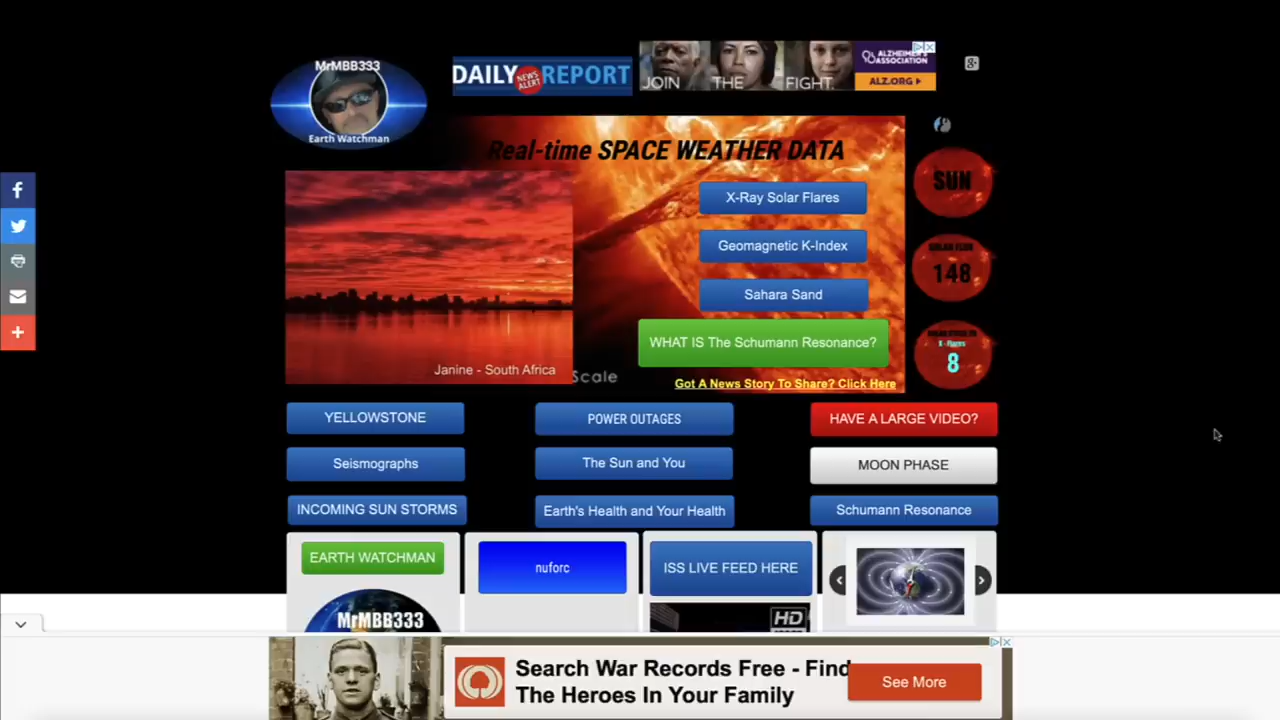 MrMBB333
Earth Watchman
DAILY REPORT
NEWS ALERT
JOIN THE FIGHT.
ALZHEIMER'S ASSOCIATION
ALZ.ORG
Real-time SPACE WEATHER DATA
SUN
X-Ray Solar Flares
Geomagnetic K-Index
SOLAR FLUX
148
Sahara Sand
WHAT IS The Schumann Resonance?
X - Flares
8
Janine - South Africa
Scale
Got A News Story To Share? Click Here
YELLOWSTONE
POWER OUTAGES
HAVE A LARGE VIDEO?
Seismographs
The Sun and You
MOON PHASE
INCOMING SUN STORMS
Earth's Health and Your Health
Schumann Resonance
EARTH WATCHMAN
nuforc
ISS LIVE FEED HERE
MrMBB333
HD
Search War Records Free - Find
The Heroes In Your Family
See More